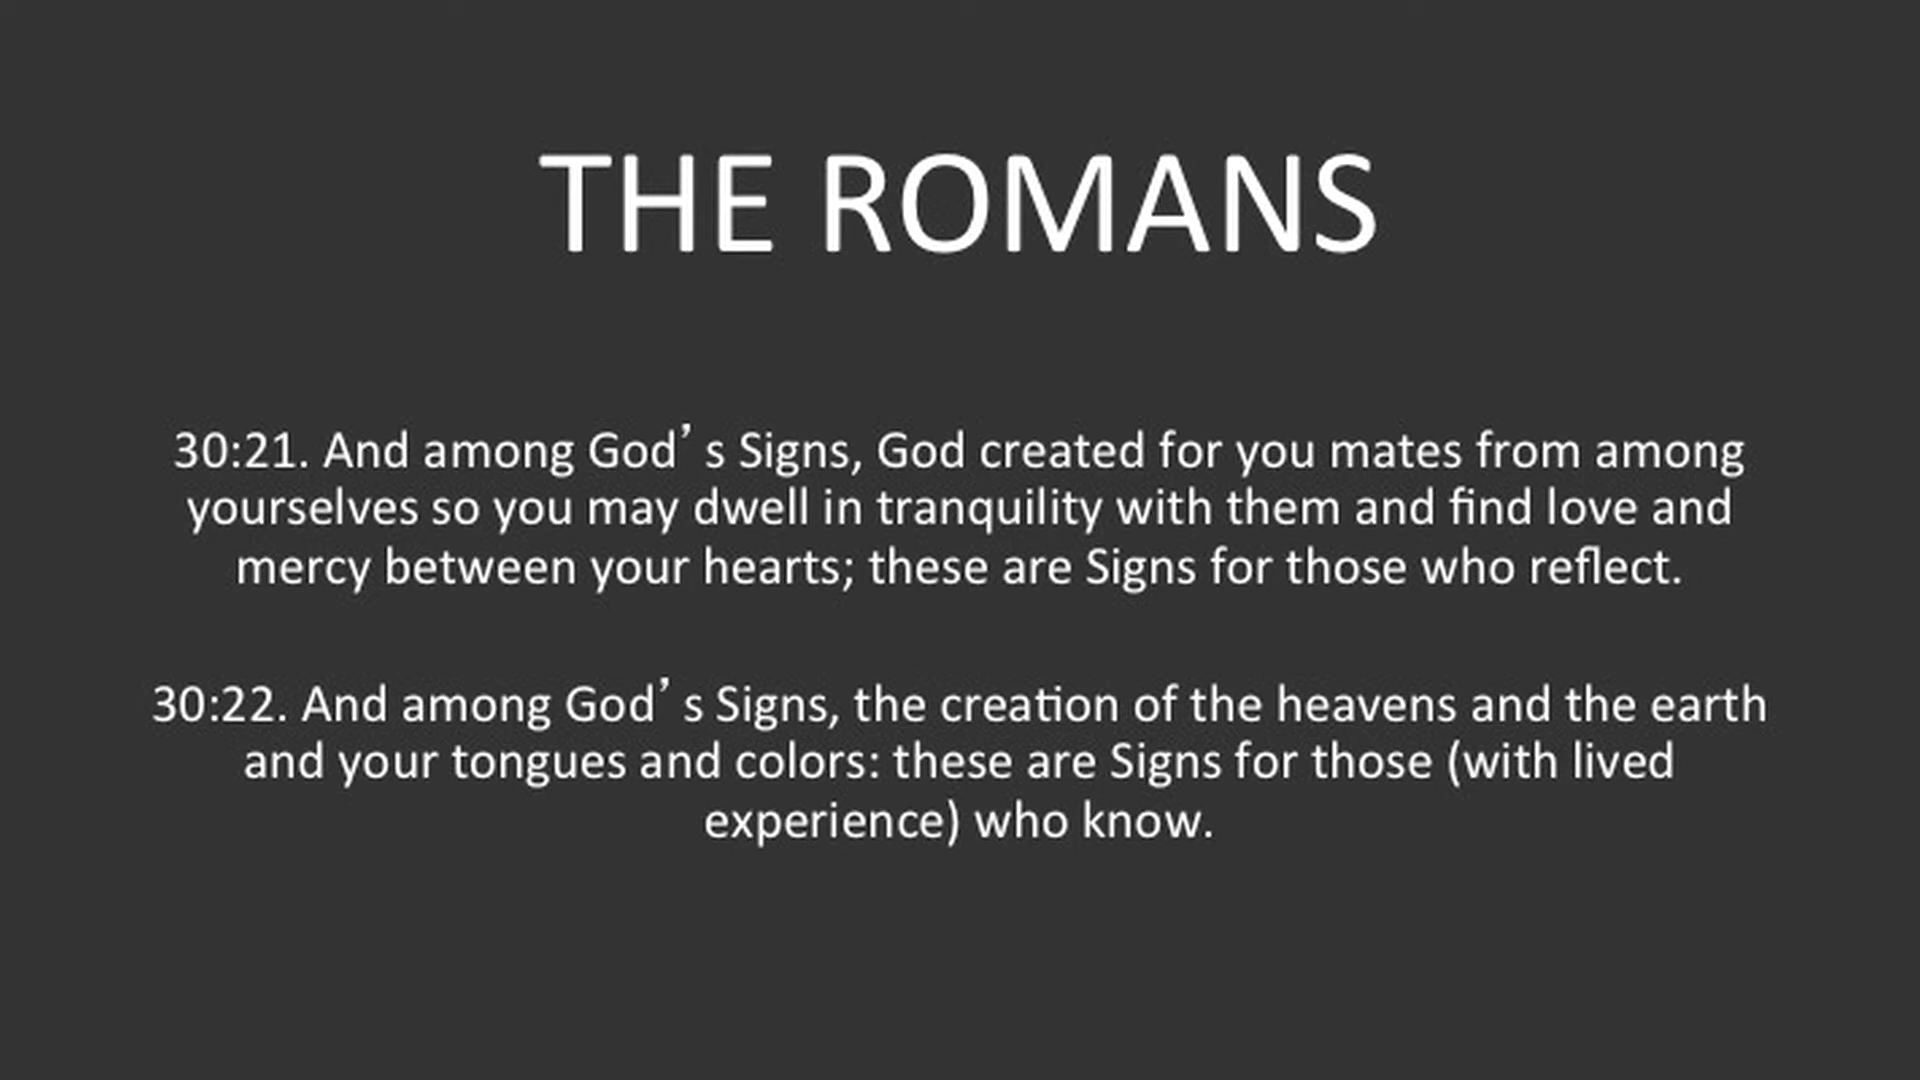 THE ROMANS
30:21. And among God’s Signs, God created for you mates from among
yourselves so you may dwell in tranquility with them and find love and
mercy between your hearts; these are Signs for those who reflect.
30:22. And among God’s Signs, the creation of the heavens and the earth
and your tongues and colors: these are Signs for those (with lived
experience) who know.